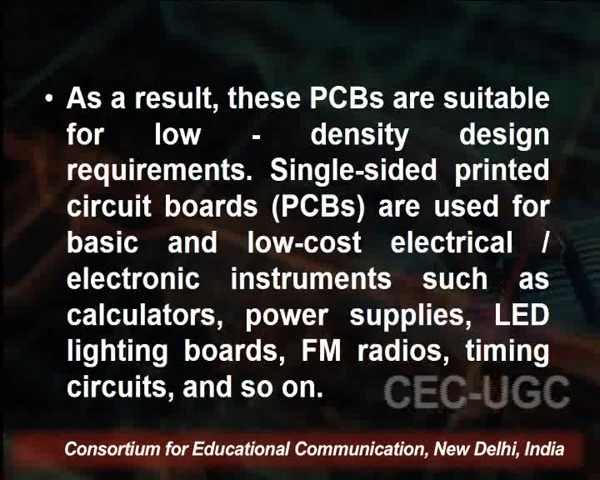 • As a result, these PCBs are suitable
for low - density design
requirements. Single-sided printed
circuit boards (PCBs) are used for
basic and low-cost electrical /
electronic instruments such as
calculators, power supplies, LED
lighting boards, FM radios, timing
circuits, and so on.
CEC-UGC
Consortium for Educational Communication, New Delhi, India